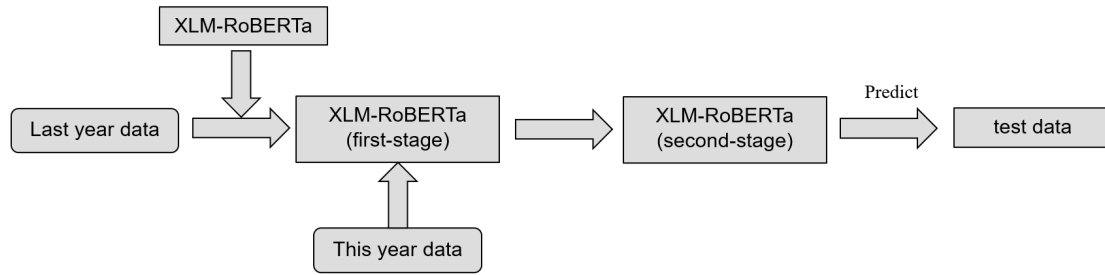 XLM-RoBERTa
Last year data
XLM-RoBERTa
(first-stage)
XLM-RoBERTa
(second-stage)
Predict
test data
This year data